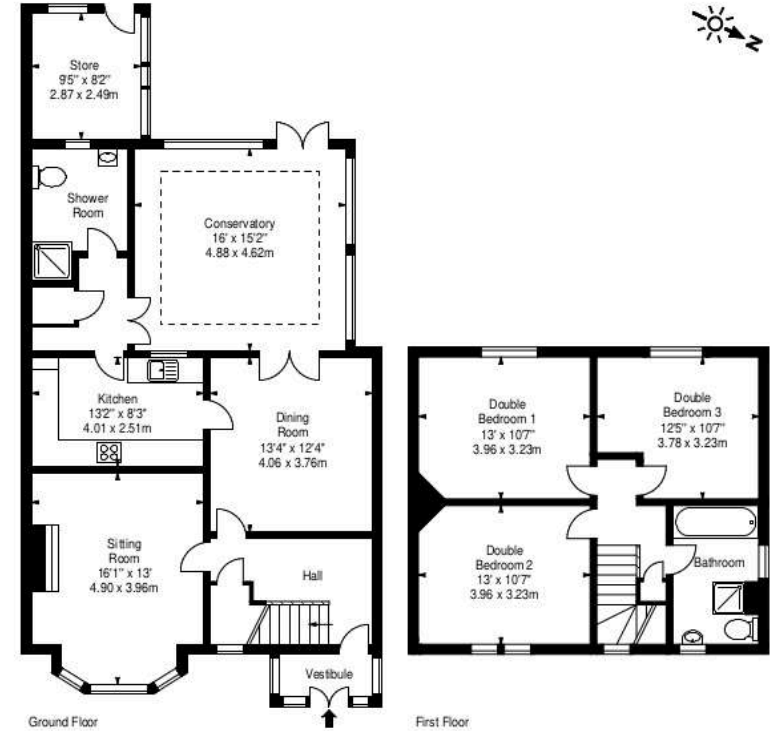 N
Store
9'5" x 8'2"
2.87 x 2.49m
Shower
Room
Conservatory
16' x 15'2"
4.88 x 4.62m
Kitchen
13'2" x 8'3"
4.01 x 2.51m
Dining
Room
13'4" x 12'4"
4.06 x 3.76m
Sitting
Room
16'1" x 13'
4.90 x 3.96m
Hall
Vestibule
Ground Floor
Double
Bedroom 1
13' x 10'7"
3.96 x 3.23m
Double
Bedroom 3
12'5" x 10'7"
3.78 x 3.23m
Double
Bedroom 2
13' x 10'7"
3.96 x 3.23m
Bathroom
First Floor